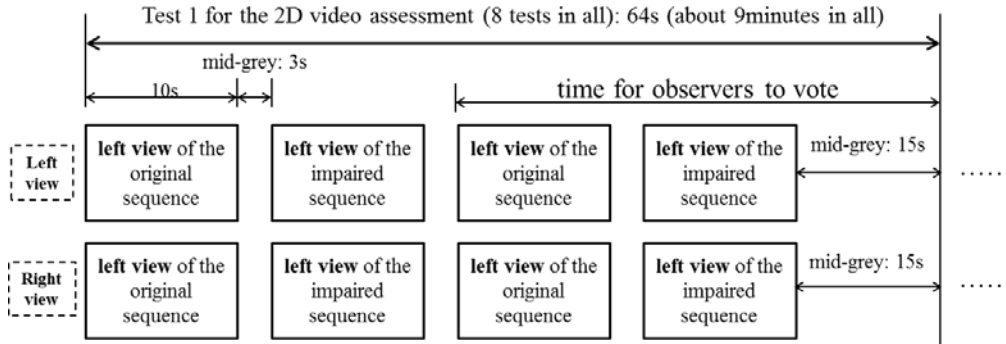 Test 1 for the 2D video assessment (8 tests in all): 64s (about 9minutes in all)
mid-grey: 3s
10s
time for observers to vote
Left
view
left view of the
original
sequence
left view of the
impaired
sequence
left view of the
original
sequence
left view of the
impaired
sequence
mid-grey: 15s
.....
Right
view
left view of the
original
sequence
left view of the
impaired
sequence
left view of the
original
sequence
left view of the
impaired
sequence
mid-grey: 15s
.....